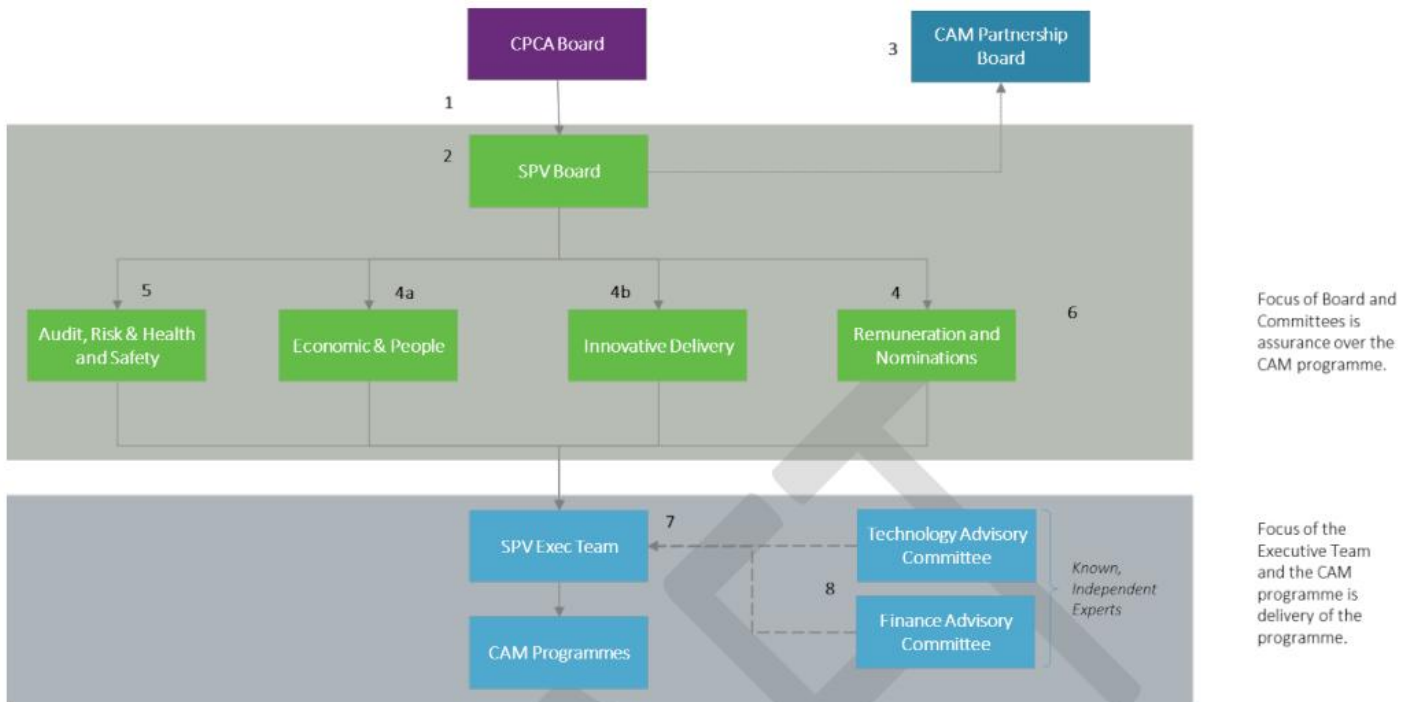 CPCA Board
3
CAM Partnership
Board
1
2
SPV Board
5
4a
4b
4
6
Audit, Risk & Health
and Safety
Economic & People
Innovative Delivery
Remuneration and
Nominations
Focus of Board and
Committees is
assurance over the
CAM programme.
7
SPV Exec Team
Technology Advisory
Committee
8
Known,
Independent
Experts
Finance Advisory
Committee
CAM Programmes
Focus of the
Executive Team
and the CAM
programme is
delivery of the
programme.